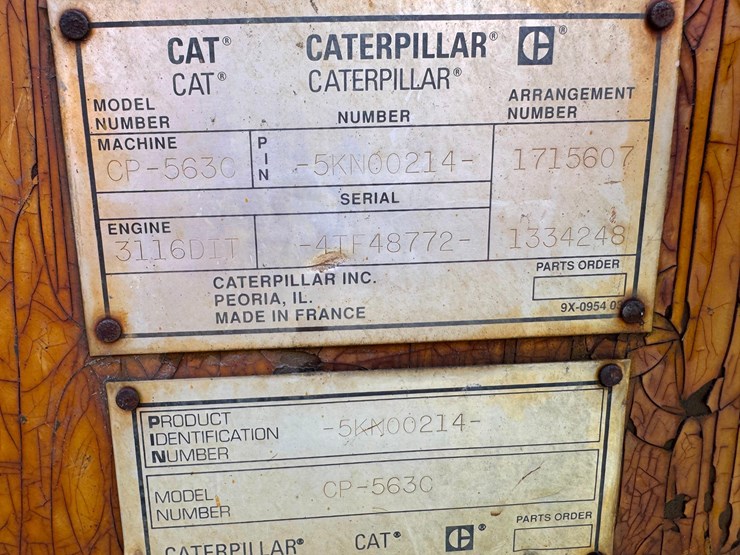 CAT® CATERPILLAR® ®
CAT® CATERPILLAR®
MODEL NUMBER NUMBER ARRANGEMENT NUMBER
MACHINE CP-563C PIN -5KN00214- 1715607
SERIAL
ENGINE 3116DIT -4TF48772- 1334248
CATERPILLAR INC.
PEORIA, IL.
MADE IN FRANCE
PARTS ORDER
9X-0954
PRODUCT IDENTIFICATION NUMBER -5KN00214-
MODEL NUMBER CP-563C
CATERPILLAR® CAT® ®
PARTS ORDER